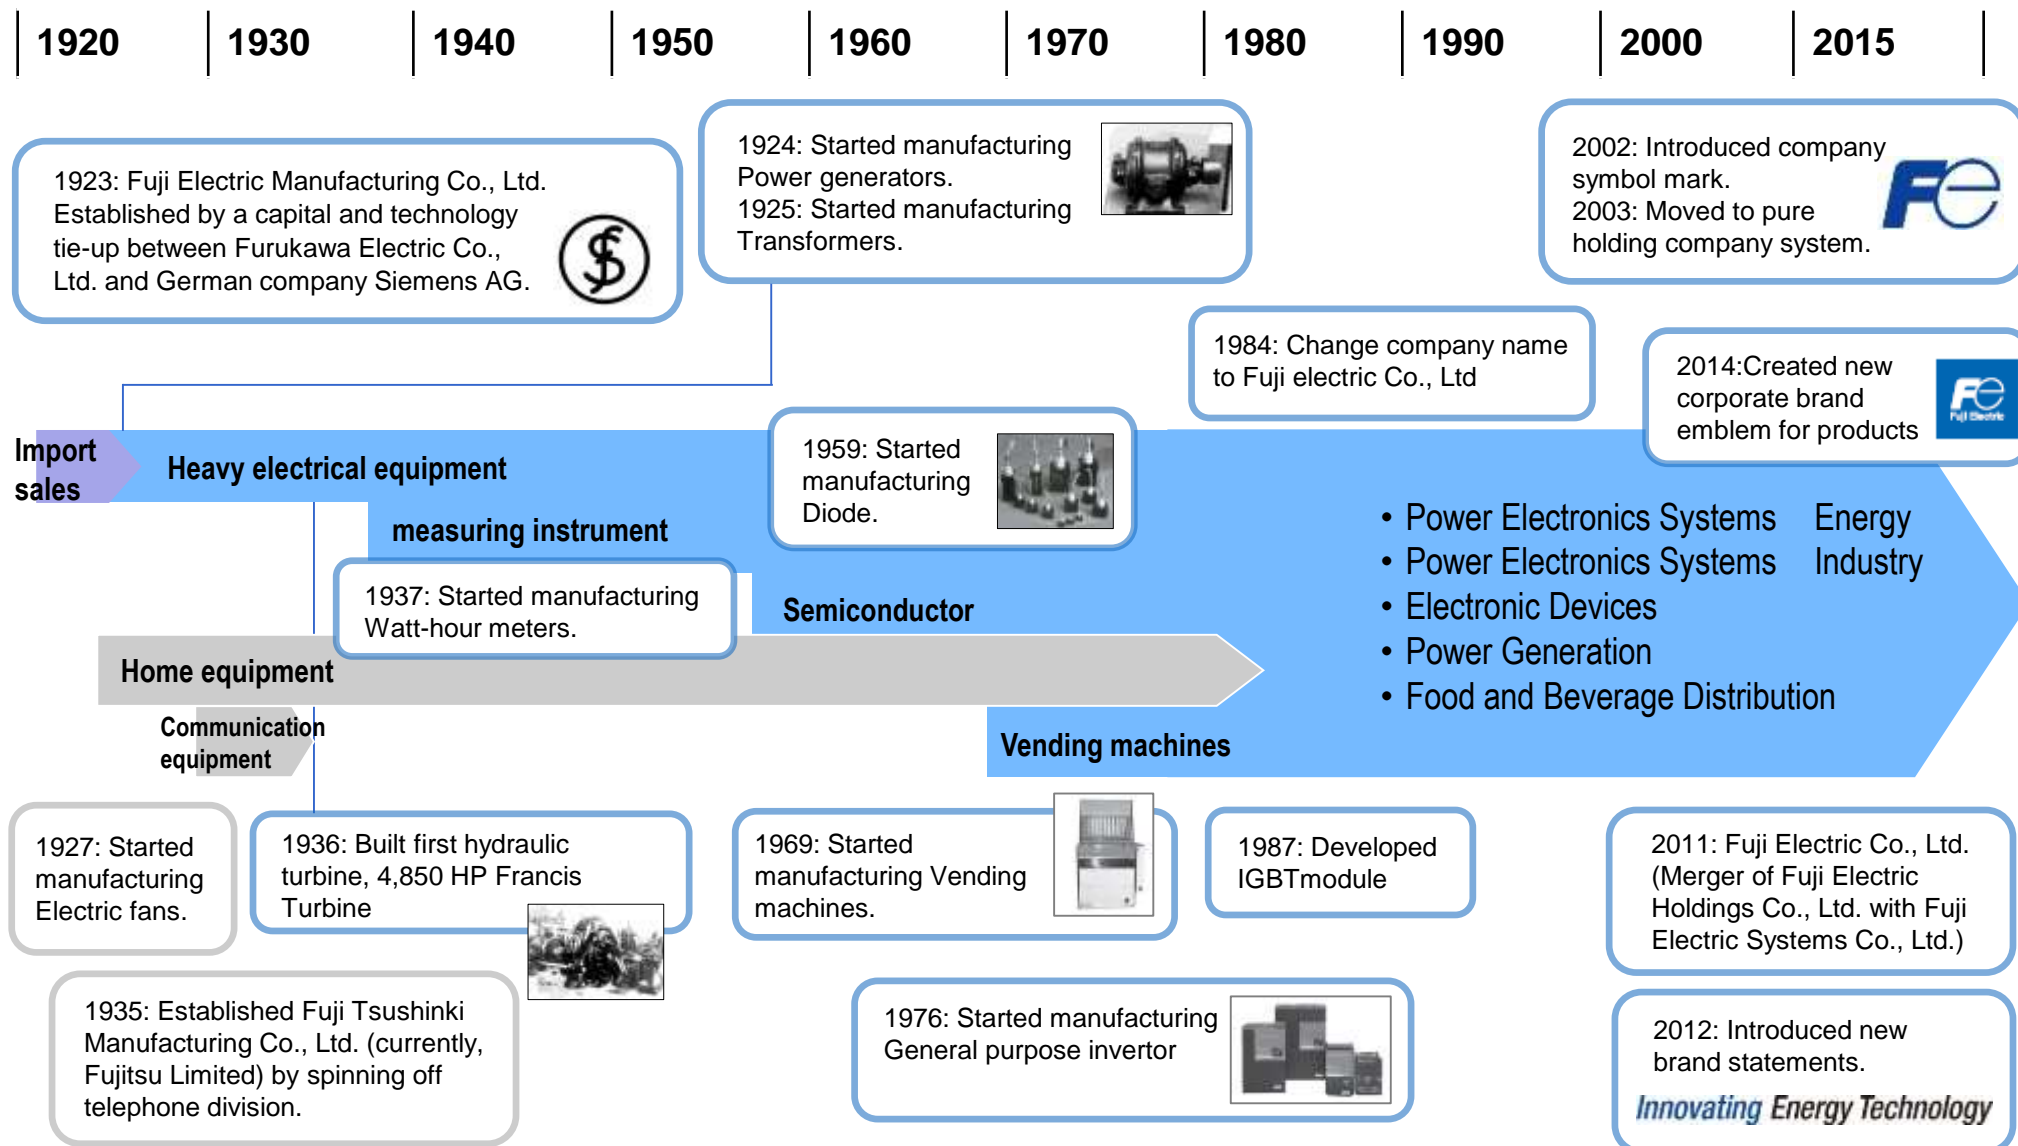 1920
1930
1940
1950
1960
1970
1980
1990
2000
2015
1923: Fuji Electric Manufacturing Co., Ltd.
Established by a capital and technology
tie-up between Furukawa Electric Co.,
Ltd. and German company Siemens AG.
1924: Started manufacturing
Power generators.
1925: Started manufacturing
Transformers.
2002: Introduced company
symbol mark.
2003: Moved to pure
holding company system.
Fe
1984: Change company name
to Fuji electric Co., Ltd
2014:Created new
corporate brand
emblem for products
Fe
Fuji Electric
Import
sales
Heavy electrical equipment
1959: Started
manufacturing
Diode.
measuring instrument
1937: Started manufacturing
Watt-hour meters.
Semiconductor
• Power Electronics Systems Energy
• Power Electronics Systems Industry
• Electronic Devices
• Power Generation
• Food and Beverage Distribution
Home equipment
Communication
equipment
Vending machines
1927: Started
manufacturing
Electric fans.
1936: Built first hydraulic
turbine, 4,850 HP Francis
Turbine
1969: Started
manufacturing Vending
machines.
1987: Developed
IGBTmodule
2011: Fuji Electric Co., Ltd.
(Merger of Fuji Electric
Holdings Co., Ltd. with Fuji
Electric Systems Co., Ltd.)
1935: Established Fuji Tsushinki
Manufacturing Co., Ltd. (currently,
Fujitsu Limited) by spinning off
telephone division.
1976: Started manufacturing
General purpose invertor
2012: Introduced new
brand statements.
Innovating Energy Technology